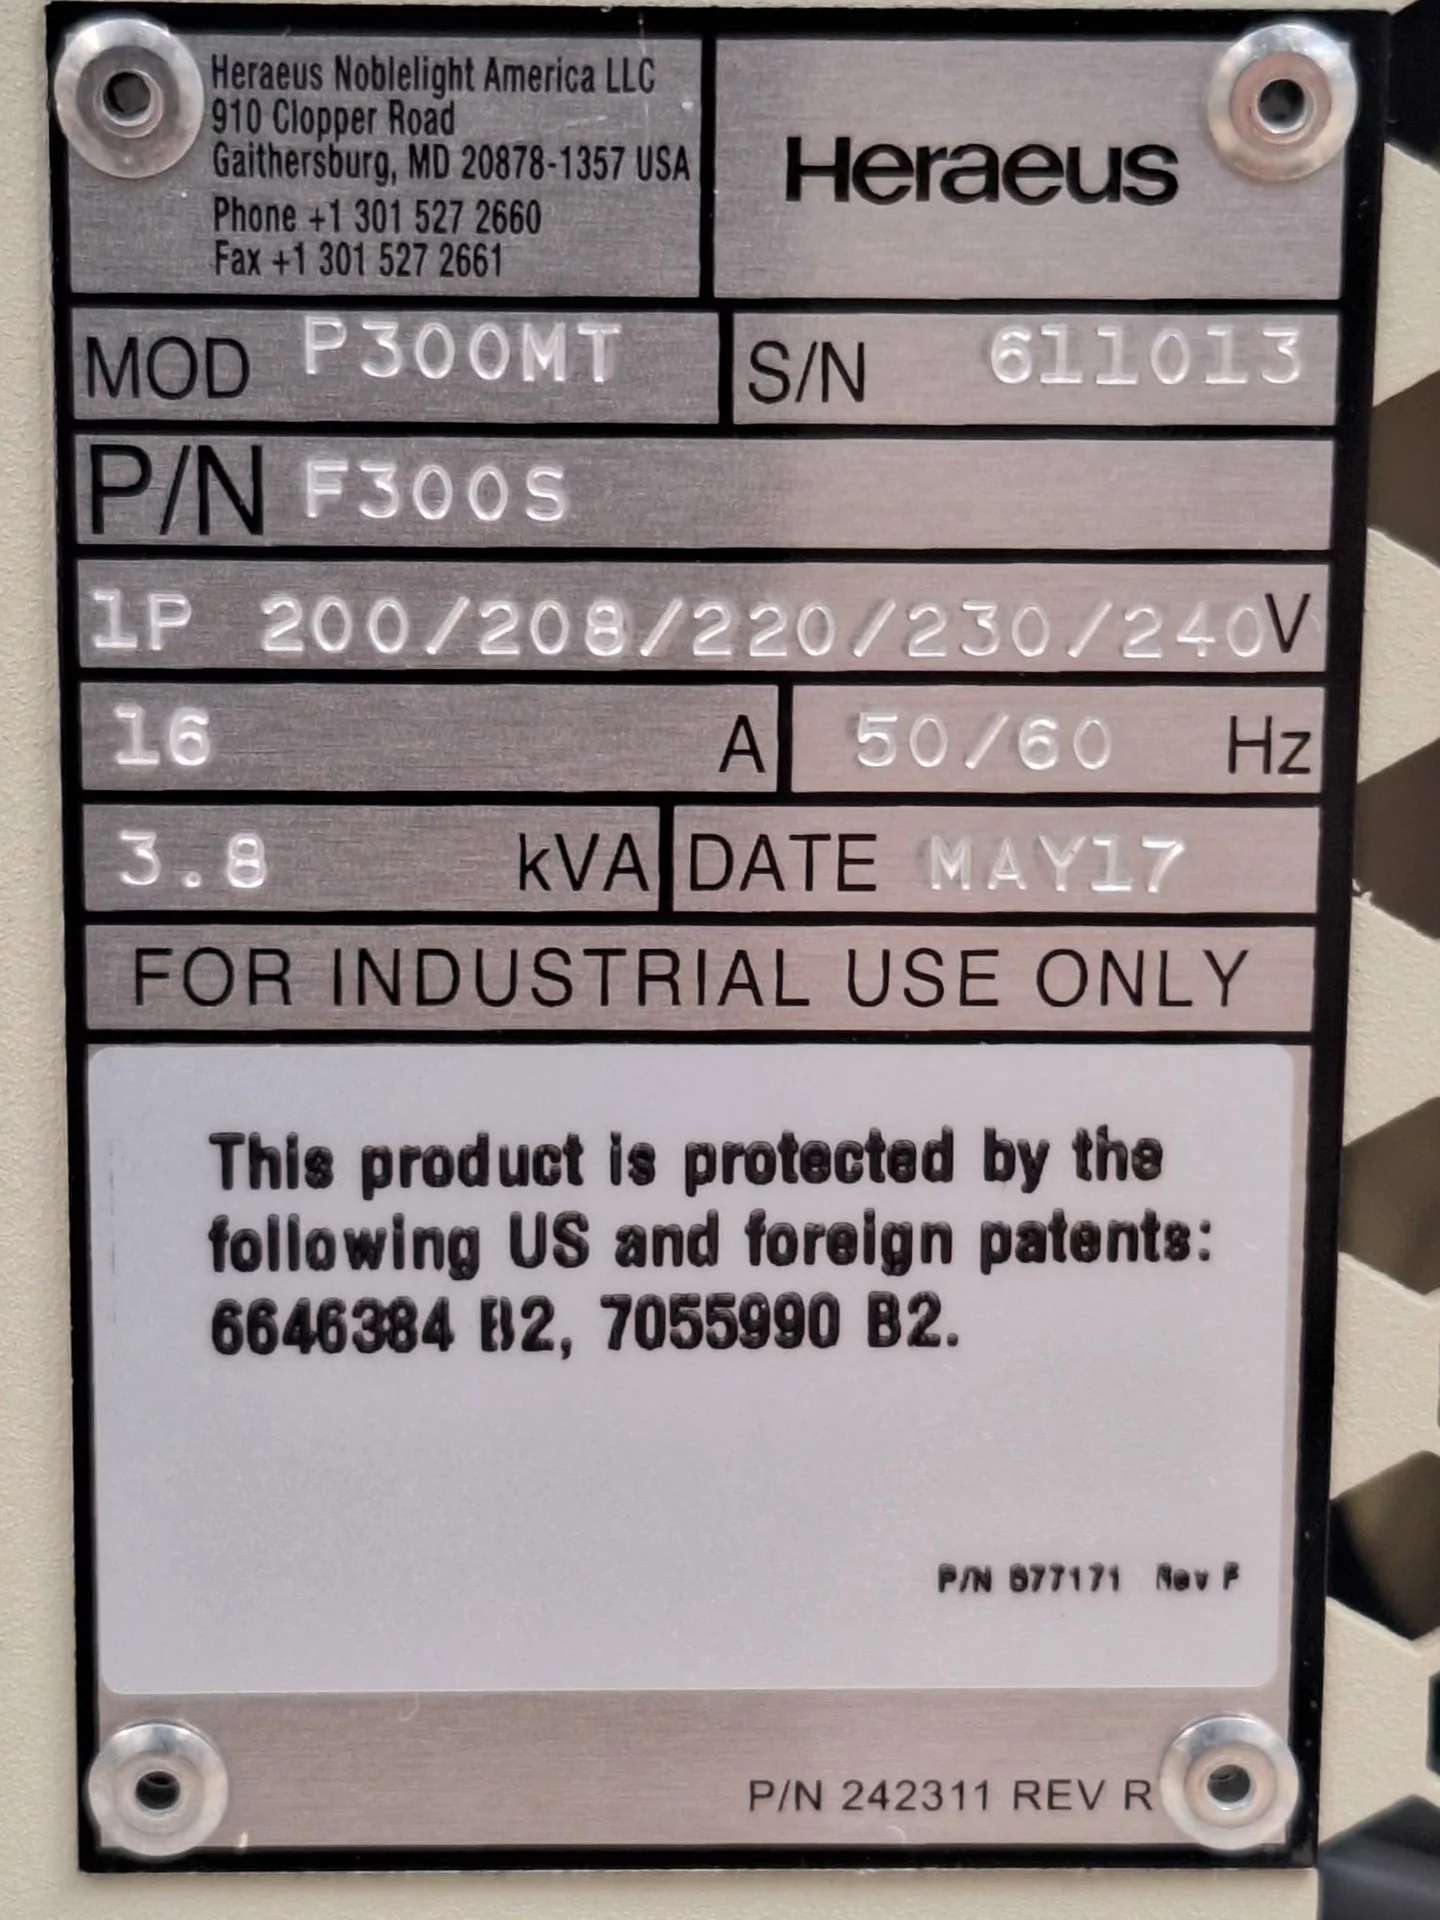 Heraeus Noblelight America LLC
910 Clopper Road
Gaithersburg, MD 20878-1357 USA
Phone +1 301 527 2660
Fax +1 301 527 2661
Heraeus
MOD P300MT
S/N 611013
P/N F300S
1P 200/208/220/230/240V
16 A
50/60 Hz
3.8 kVA
DATE MAY17
FOR INDUSTRIAL USE ONLY
This product is protected by the
following US and foreign patents:
6646384 B2, 7055990 B2.
P/N 677171 Rev F
P/N 242311 REV R